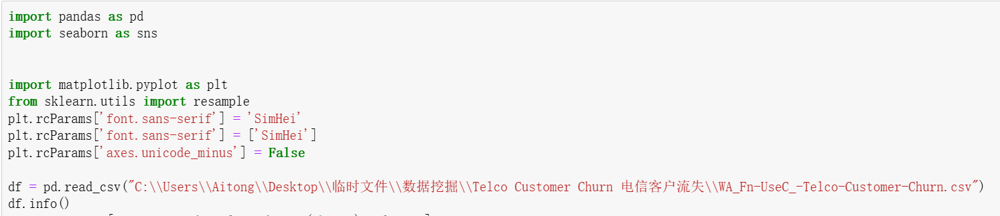 import pandas as pd
import seaborn as sns
import matplotlib.pyplot as plt
from sklearn.utils import resample
plt.rcParams['font.sans-serif'] = 'SimHei'
plt.rcParams['font.sans-serif'] = ['SimHei']
plt.rcParams['axes.unicode_minus'] = False
df = pd.read_csv("C:\\Users\\Aitong\\Desktop\\临时文件\\数据挖掘\\Telco Customer Churn 电信客户流失\\WA_Fn-UseC_-Telco-Customer-Churn.csv")
df.info()